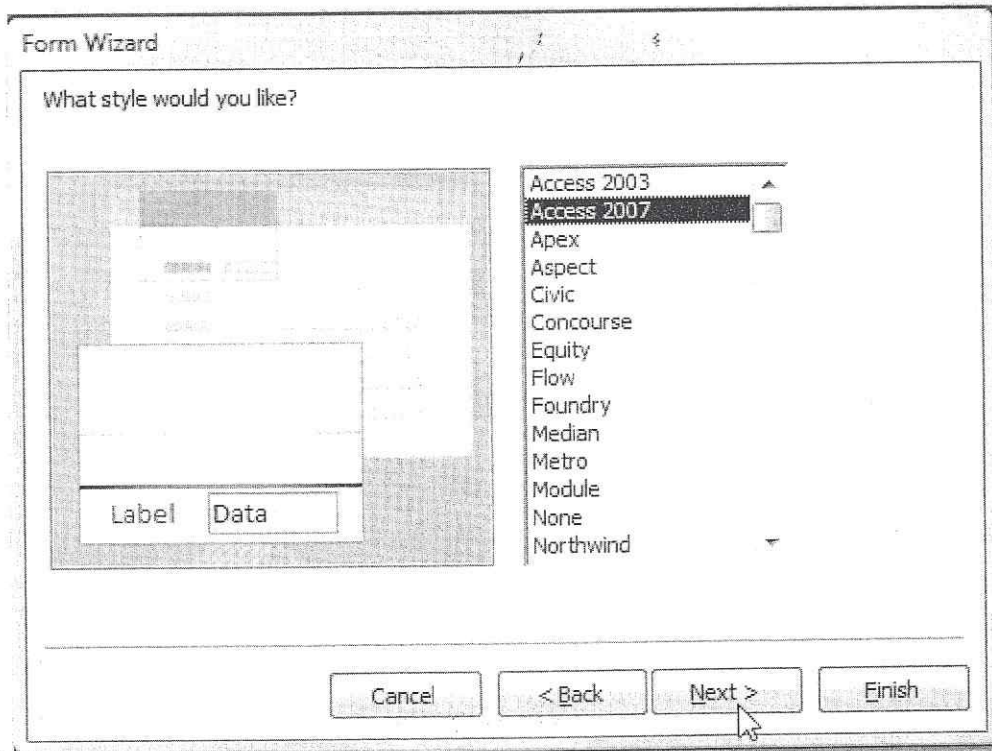 Form Wizard
What style would you like?
Label Data
Access 2003
Access 2007
Apex
Aspect
Civic
Concourse
Equity
Flow
Foundry
Median
Metro
Module
None
Northwind
Cancel
< Back
Next >
Finish